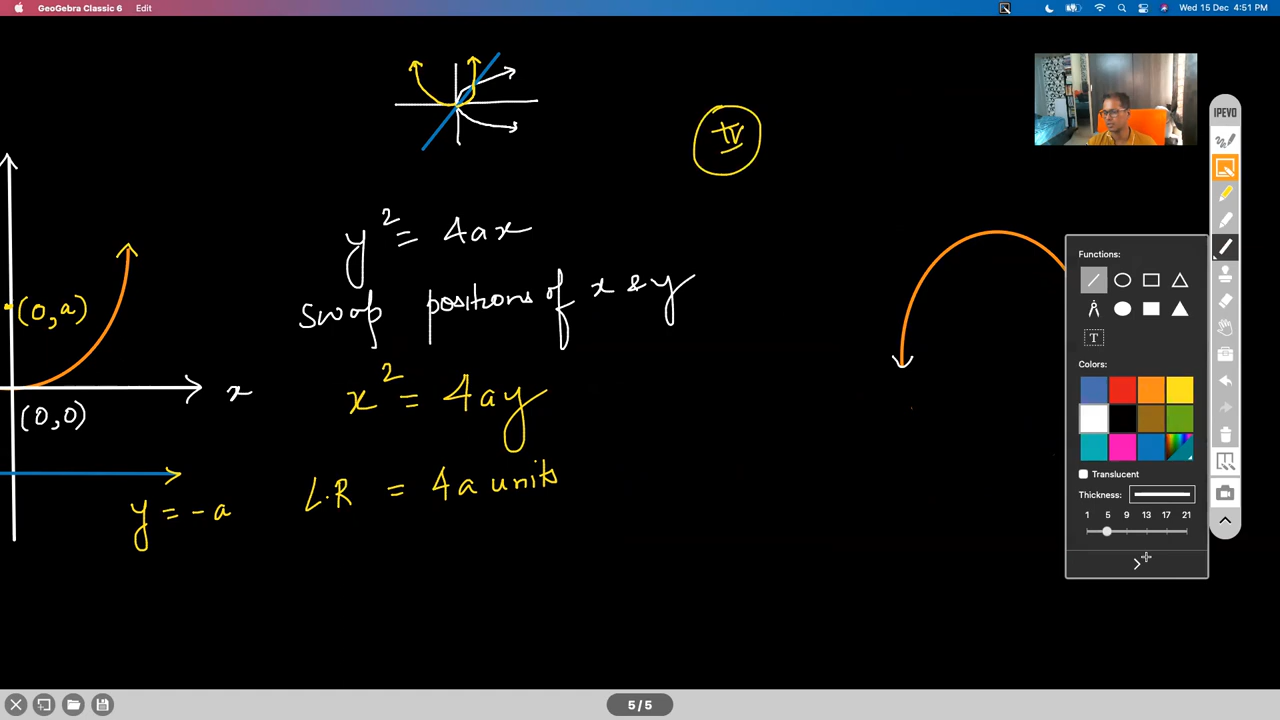 GeoGebra Classic 6 Edit Wed 15 Dec 4:51 PM
IPEVO
IV
y² = 4ax
swap positions of x & y
(0, a)
x² = 4ay
x
(0,0)
L.R = 4a units
y = -a
Functions:
T
Colors:
Translucent
Thickness:
1 5 9 13 17 21
5 / 5